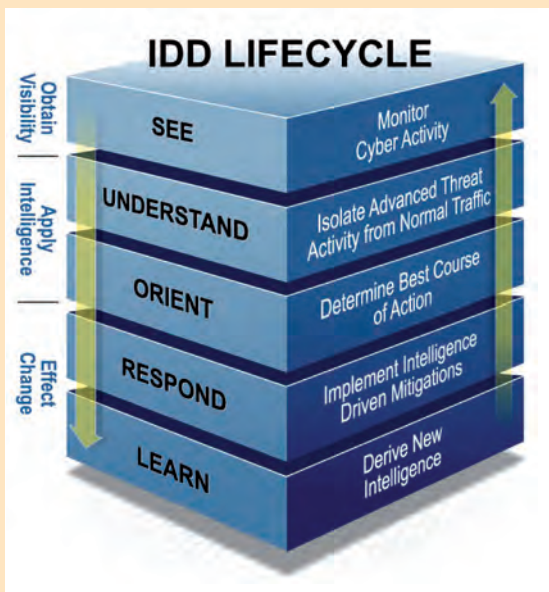 IDD LIFECYCLE
Obtain
Visibility
SEE
Monitor
Cyber Activity
Apply
Intelligence
UNDERSTAND
Isolate Advanced Threat
Activity from Normal Traffic
ORIENT
Determine Best Course
of Action
Effect
Change
RESPOND
Implement Intelligence
Driven Mitigations
LEARN
Derive New
Intelligence